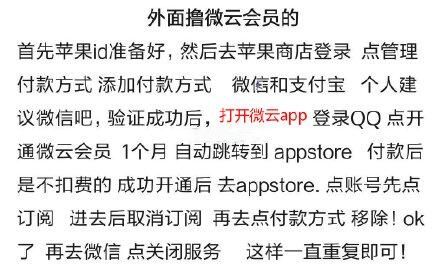 外面撸微云会员的
首先苹果id准备好, 然后去苹果商店登录 点管理
付款方式 添加付款方式 微信和支付宝 个人建
议微信吧, 验证成功后, 打开微云app 登录QQ 点开
通微云会员 1个月 自动跳转到 appstore 付款后
是不扣费的 成功开通后 去appstore. 点账号先点
订阅 进去后取消订阅 再去点付款方式 移除! ok
了 再去微信 点关闭服务 这样一直重复即可!